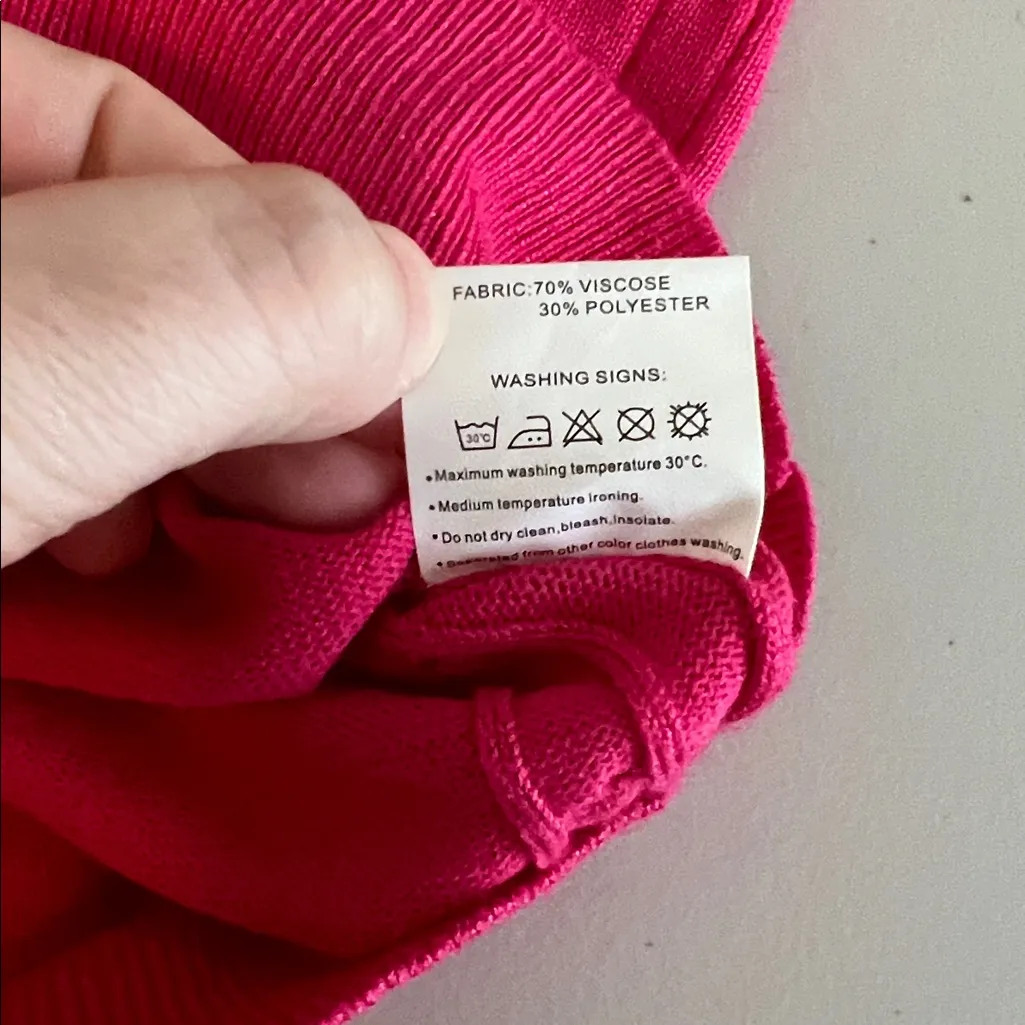 FABRIC:70% VISCOSE
30% POLYESTER
WASHING SIGNS:
30°C
•Maximum washing temperature 30°C.
•Medium temperature ironing.
•Do not dry clean,bleash,insolate.
•Separated from other color clothes washing.